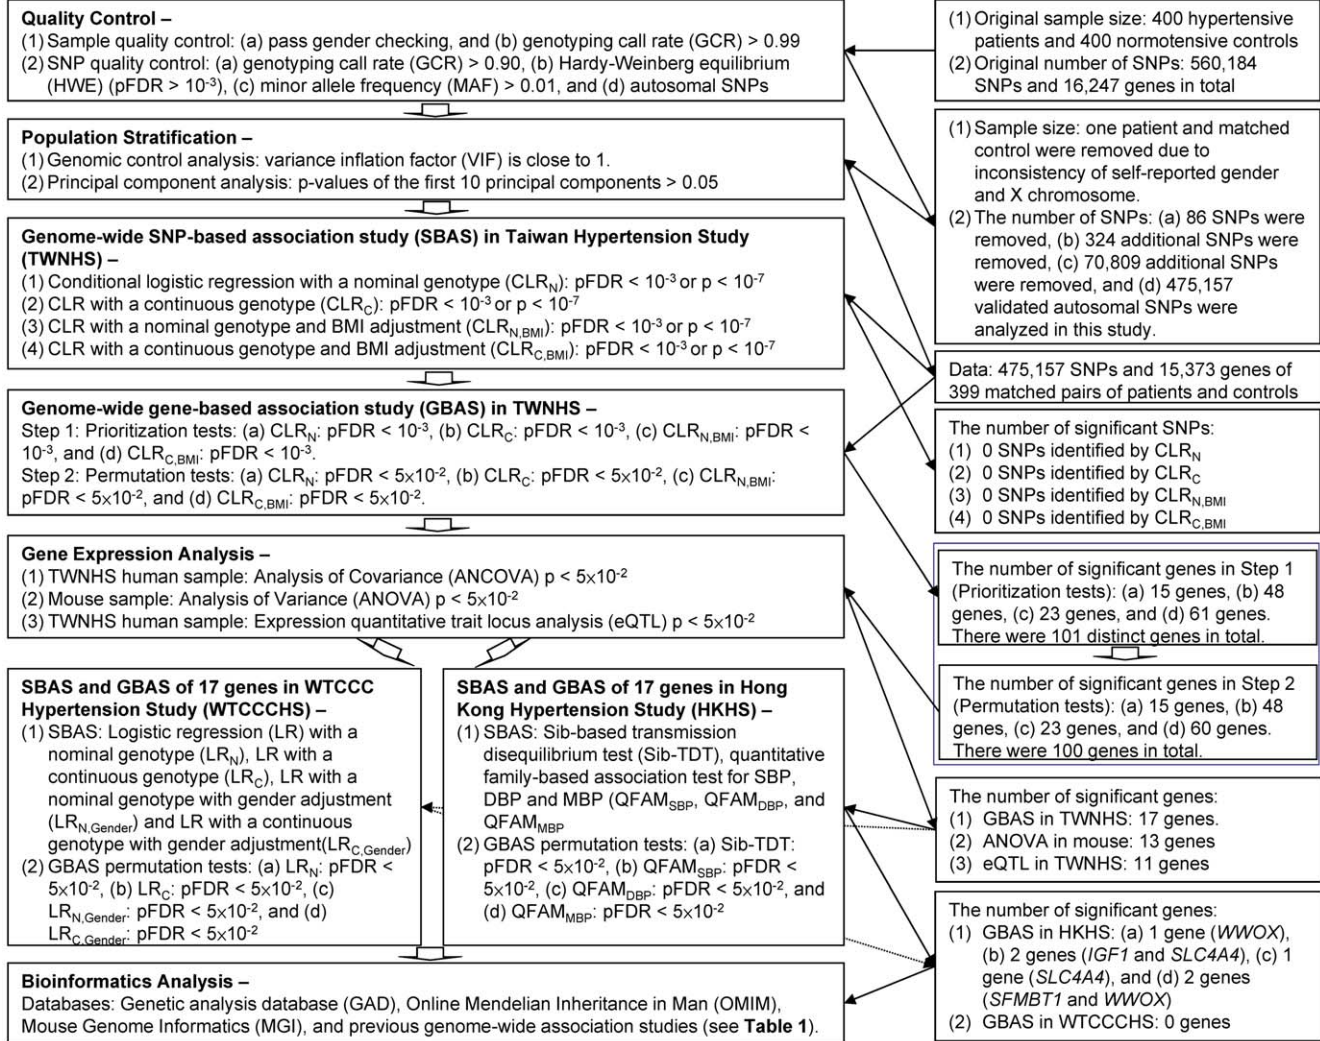 Quality Control –
(1) Sample quality control: (a) pass gender checking, and (b) genotyping call rate (GCR) > 0.99
(2) SNP quality control: (a) genotyping call rate (GCR) > 0.90, (b) Hardy-Weinberg equilibrium
(HWE) (pFDR > 10⁻³), (c) minor allele frequency (MAF) > 0.01, and (d) autosomal SNPs
Population Stratification –
(1) Genomic control analysis: variance inflation factor (VIF) is close to 1.
(2) Principal component analysis: p-values of the first 10 principal components > 0.05
Genome-wide SNP-based association study (SBAS) in Taiwan Hypertension Study
(TWNHS) –
(1) Conditional logistic regression with a nominal genotype (CLR_N): pFDR < 10⁻³ or p < 10⁻⁷
(2) CLR with a continuous genotype (CLR_C): pFDR < 10⁻³ or p < 10⁻⁷
(3) CLR with a nominal genotype and BMI adjustment (CLR_N,BMI): pFDR < 10⁻³ or p < 10⁻⁷
(4) CLR with a continuous genotype and BMI adjustment (CLR_C,BMI): pFDR < 10⁻³ or p < 10⁻⁷
Genome-wide gene-based association study (GBAS) in TWNHS –
Step 1: Prioritization tests: (a) CLR_N: pFDR < 10⁻³, (b) CLR_C: pFDR < 10⁻³, (c) CLR_N,BMI: pFDR <
10⁻³, and (d) CLR_C,BMI: pFDR < 10⁻³.
Step 2: Permutation tests: (a) CLR_N: pFDR < 5×10⁻², (b) CLR_C: pFDR < 5×10⁻², (c) CLR_N,BMI:
pFDR < 5×10⁻², and (d) CLR_C,BMI: pFDR < 5×10⁻².
Gene Expression Analysis –
(1) TWNHS human sample: Analysis of Covariance (ANCOVA) p < 5×10⁻²
(2) Mouse sample: Analysis of Variance (ANOVA) p < 5×10⁻²
(3) TWNHS human sample: Expression quantitative trait locus analysis (eQTL) p < 5×10⁻²
SBAS and GBAS of 17 genes in WTCCC
Hypertension Study (WTCCCHS) –
(1) SBAS: Logistic regression (LR) with a
nominal genotype (LR_N), LR with a
continuous genotype (LR_C), LR with a
nominal genotype with gender adjustment
(LR_N,Gender) and LR with a continuous
genotype with gender adjustment(LR_C,Gender)
(2) GBAS permutation tests: (a) LR_N: pFDR <
5×10⁻², (b) LR_C: pFDR < 5×10⁻², (c)
LR_N,Gender: pFDR < 5×10⁻², and (d)
LR_C,Gender: pFDR < 5×10⁻²
SBAS and GBAS of 17 genes in Hong
Kong Hypertension Study (HKHS) –
(1) SBAS: Sib-based transmission
disequilibrium test (Sib-TDT), quantitative
family-based association test for SBP,
DBP and MBP (QFAM_SBP, QFAM_DBP, and
QFAM_MBP
(2) GBAS permutation tests: (a) Sib-TDT:
pFDR < 5×10⁻², (b) QFAM_SBP: pFDR <
5×10⁻², (c) QFAM_DBP: pFDR < 5×10⁻², and
(d) QFAM_MBP: pFDR < 5×10⁻²
Bioinformatics Analysis –
Databases: Genetic analysis database (GAD), Online Mendelian Inheritance in Man (OMIM),
Mouse Genome Informatics (MGI), and previous genome-wide association studies (see Table 1).
(1) Original sample size: 400 hypertensive
patients and 400 normotensive controls
(2) Original number of SNPs: 560,184
SNPs and 16,247 genes in total
(1) Sample size: one patient and matched
control were removed due to
inconsistency of self-reported gender
and X chromosome.
(2) The number of SNPs: (a) 86 SNPs were
removed, (b) 324 additional SNPs were
removed, (c) 70,809 additional SNPs
were removed, and (d) 475,157
validated autosomal SNPs were
analyzed in this study.
Data: 475,157 SNPs and 15,373 genes of
399 matched pairs of patients and controls
The number of significant SNPs:
(1) 0 SNPs identified by CLR_N
(2) 0 SNPs identified by CLR_C
(3) 0 SNPs identified by CLR_N,BMI
(4) 0 SNPs identified by CLR_C,BMI
The number of significant genes in Step 1
(Prioritization tests): (a) 15 genes, (b) 48
genes, (c) 23 genes, and (d) 61 genes.
There were 101 distinct genes in total.
The number of significant genes in Step 2
(Permutation tests): (a) 15 genes, (b) 48
genes, (c) 23 genes, and (d) 60 genes.
There were 100 genes in total.
The number of significant genes:
(1) GBAS in TWNHS: 17 genes.
(2) ANOVA in mouse: 13 genes
(3) eQTL in TWNHS: 11 genes
The number of significant genes:
(1) GBAS in HKHS: (a) 1 gene (WWOX),
(b) 2 genes (IGF1 and SLC4A4), (c) 1
gene (SLC4A4), and (d) 2 genes
(SFMBT1 and WWOX)
(2) GBAS in WTCCCHS: 0 genes